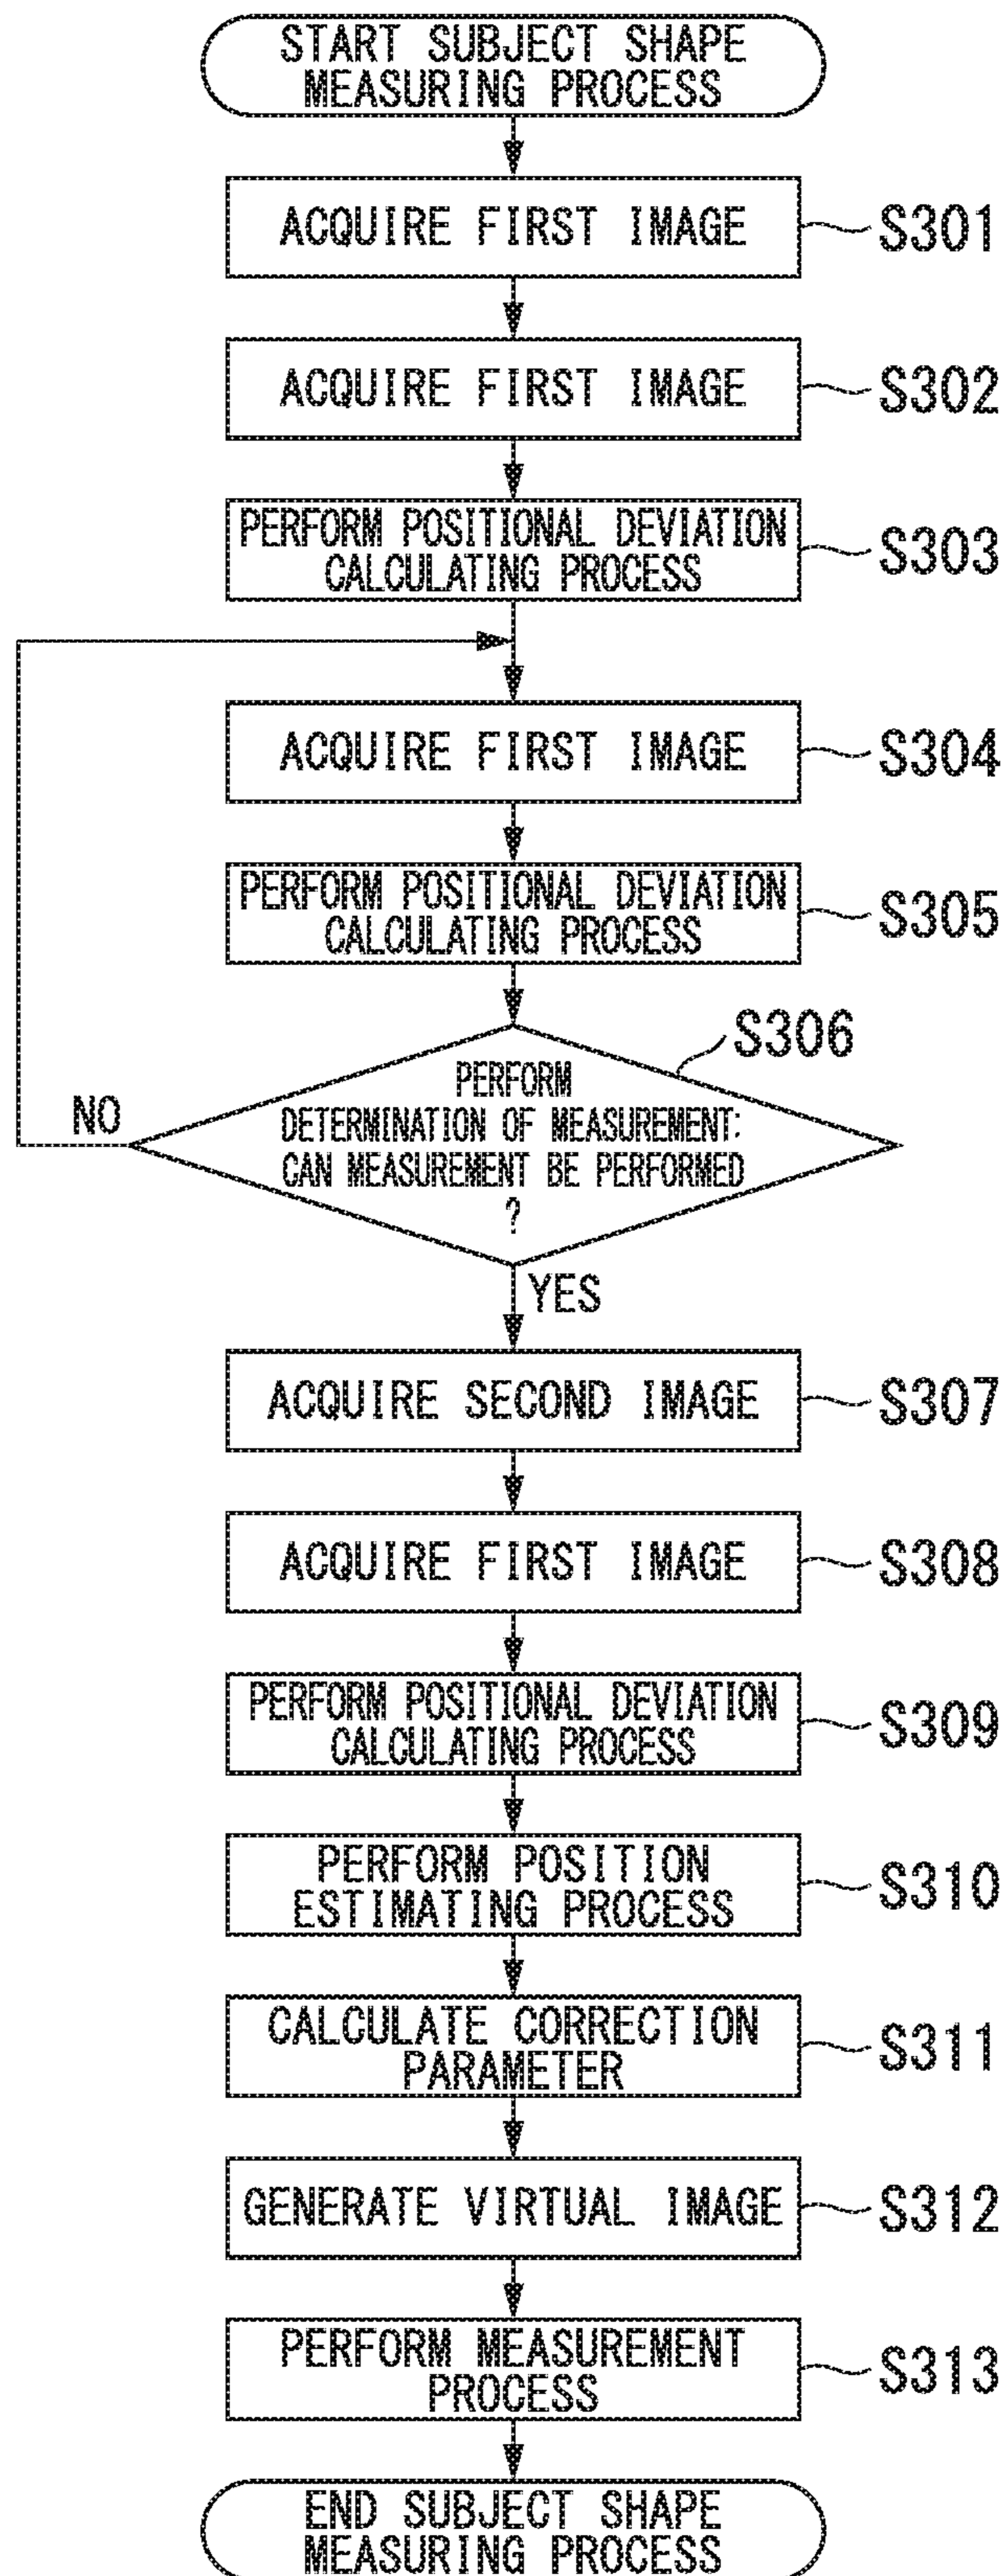 START SUBJECT SHAPE
MEASURING PROCESS
ACQUIRE FIRST IMAGE
S301
ACQUIRE FIRST IMAGE
S302
PERFORM POSITIONAL DEVIATION
CALCULATING PROCESS
S303
ACQUIRE FIRST IMAGE
S304
PERFORM POSITIONAL DEVIATION
CALCULATING PROCESS
S305
S306
PERFORM
DETERMINATION OF MEASUREMENT:
CAN MEASUREMENT BE PERFORMED
?
NO
YES
ACQUIRE SECOND IMAGE
S307
ACQUIRE FIRST IMAGE
S308
PERFORM POSITIONAL DEVIATION
CALCULATING PROCESS
S309
PERFORM POSITION
ESTIMATING PROCESS
S310
CALCULATE CORRECTION
PARAMETER
S311
GENERATE VIRTUAL IMAGE
S312
PERFORM MEASUREMENT
PROCESS
S313
END SUBJECT SHAPE
MEASURING PROCESS